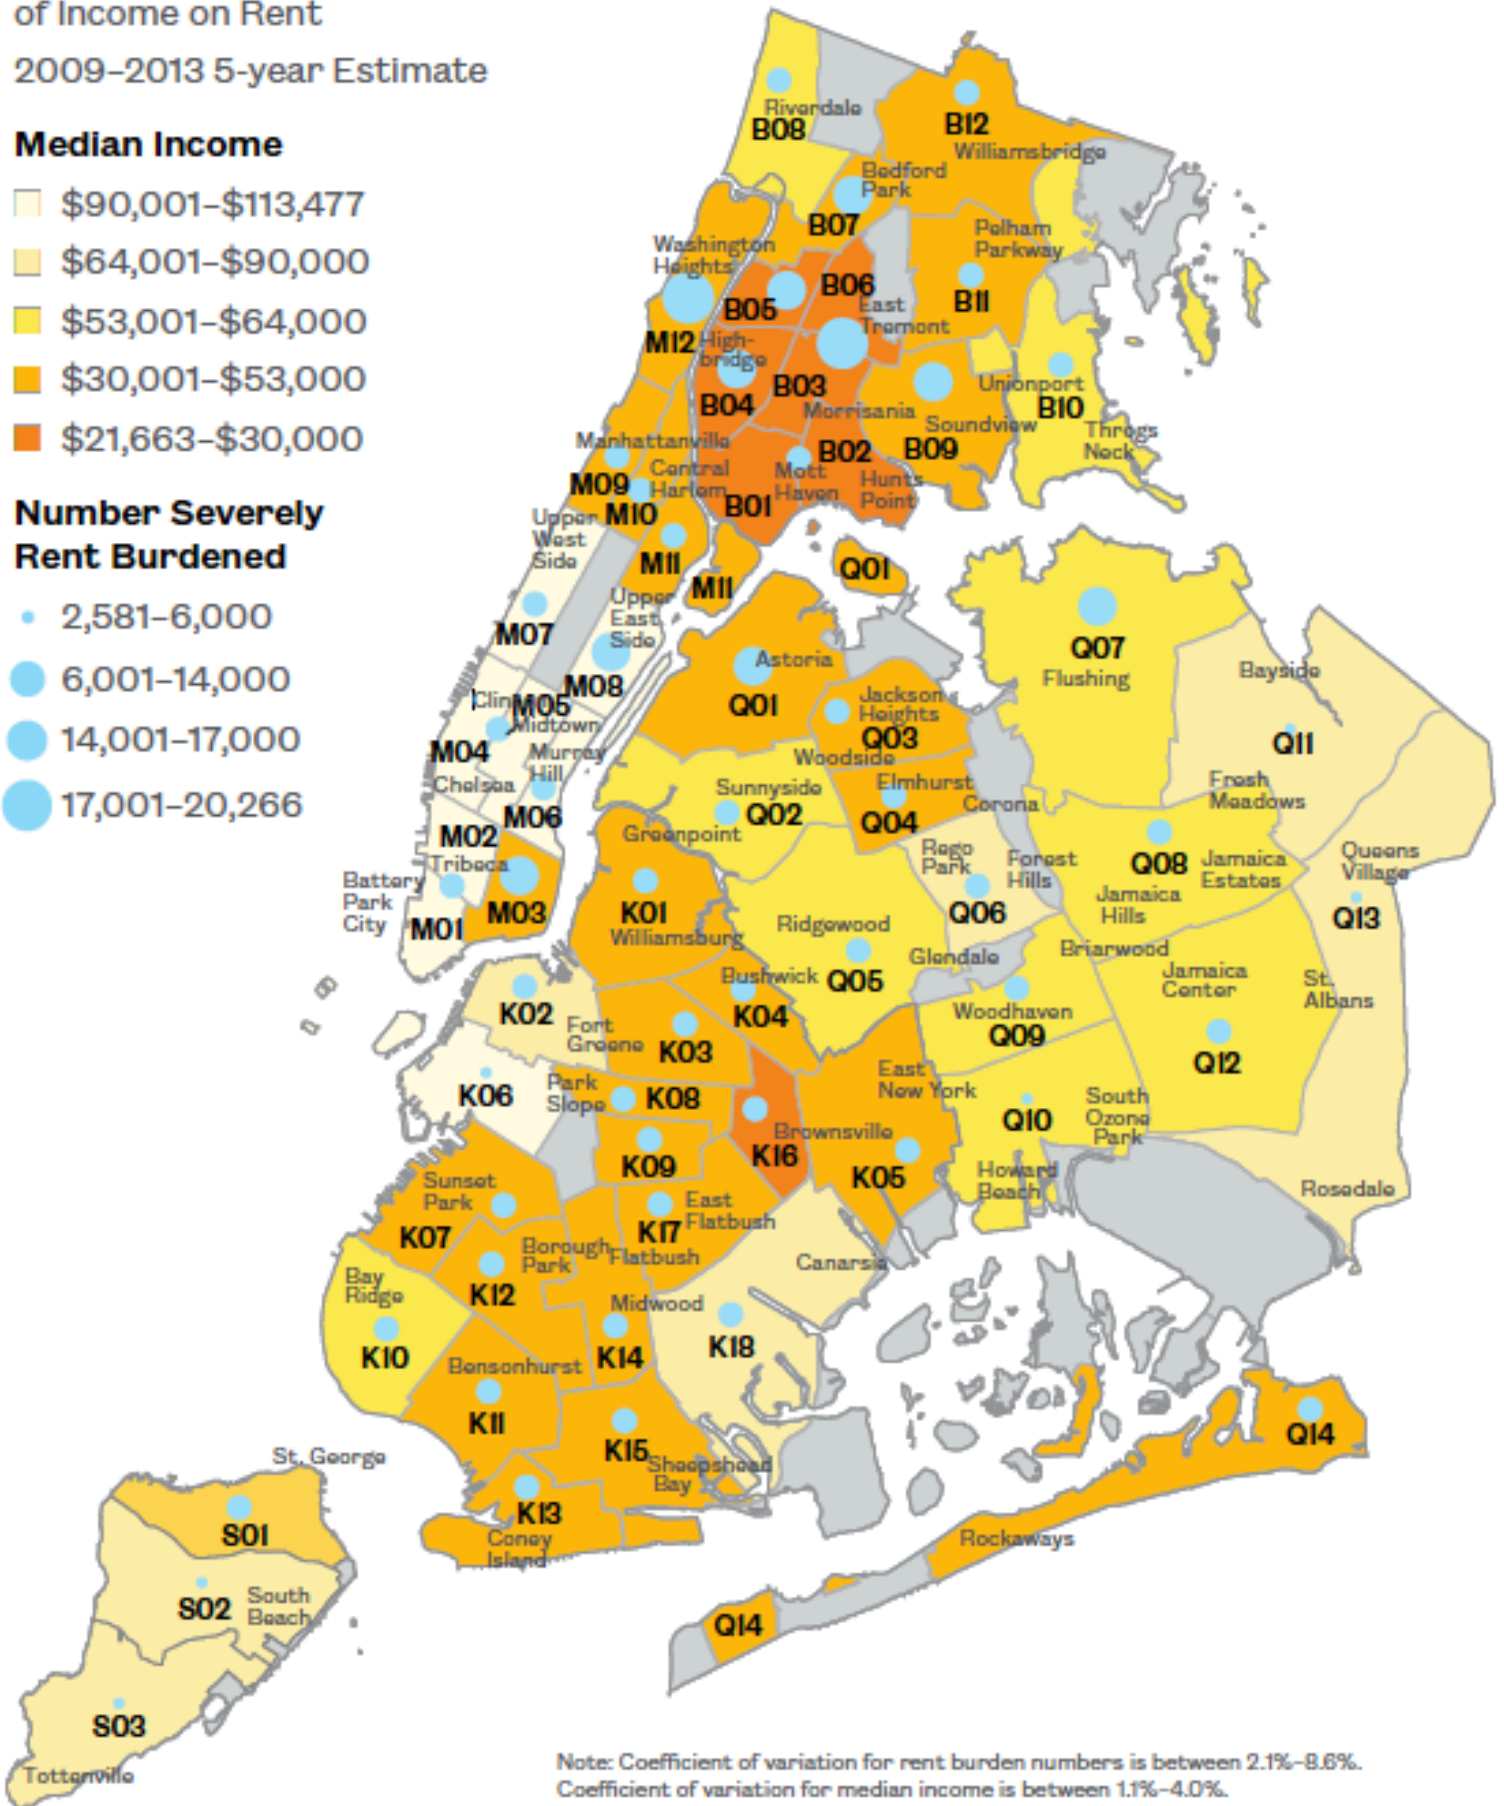 of Income on Rent
2009–2013 5-year Estimate
Median Income
$90,001–$113,477
$64,001–$90,000
$53,001–$64,000
$30,001–$53,000
$21,663–$30,000
Number Severely
Rent Burdened
2,581–6,000
6,001–14,000
14,001–17,000
17,001–20,266
Riverdale
B08
B12
Williamsbridge
Bedford
Park
B07
Pelham
Parkway
B11
Washington
Heights
M12
B05
B06
East
Tremont
High-
bridge
B04
B03
Morrisania
Unionport
B10
Throgs
Neck
Soundview
B09
B02
Mott
Haven
Hunts
Point
B01
Manhattanville
M09
Central
Harlem
M10
Upper
West
Side
M07
M11
M11
Q01
Upper
East
Side
M08
Astoria
Q01
Jackson
Heights
Q03
Woodside
Q07
Flushing
Bayside
Q11
Fresh
Meadows
M05
Midtown
M04
Chelsea
Murray
Hill
M06
Sunnyside
Q02
Elmhurst
Q04
Corona
Greenpoint
M02
Tribeca
Battery
Park
City
M01
M03
K01
Williamsburg
Rego
Park
Forest
Hills
Q06
Q08
Jamaica
Estates
Jamaica
Hills
Queens
Village
Q13
Ridgewood
Q05
Glendale
Briarwood
Jamaica
Center
Q12
St.
Albans
Bushwick
K04
K02
Fort
Greene
K03
Woodhaven
Q09
K06
Park
Slope
K08
East
New York
South
Ozone
Park
Q10
Brownsville
K16
K09
K05
Howard
Beach
Rosedale
Sunset
Park
K07
East
Flatbush
K17
Borough
Park
Flatbush
K12
Canarsie
Bay
Ridge
K10
Midwood
K14
K18
Bensonhurst
K11
K15
Sheepshead
Bay
Q14
K13
Coney
Island
Rockaways
Q14
St. George
S01
S02
South
Beach
S03
Tottenville
Note: Coefficient of variation for rent burden numbers is between 2.1%–8.6%.
Coefficient of variation for median income is between 1.1%–4.0%.